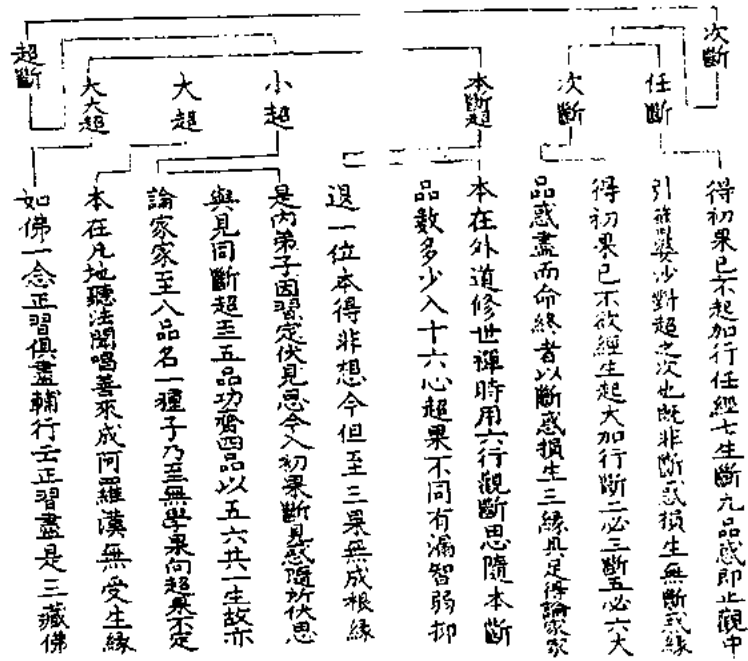 次斷
任斷
次斷
本斷超
小超
大超
大大超
超斷
得初果已不起加行任經七生斷九品惑即止觀中
引婆沙對超之次也既非斷惑損生無斷惑緣
得初果已不欲經生起大加行斷二必三斷五必六大
品惑盡而命終者以斷惑損生三緣具足得論家家
本在外道修世禪時用六行觀斷思隨本斷
品數多少入十六心超果不同有漏智弱抑
退一位本得非想今但至三果無成根緣
是內弟子因習定伏見思今入初果斷見惑隨所伏思
與見同斷超至五品功齊四品以五六共一生故亦
論家家至八品名一種子乃至無學果向超果不定
本在凡地聽法聞唱善來成阿羅漢無受生緣
如佛一念正習俱盡輔行云正習盡是三藏佛